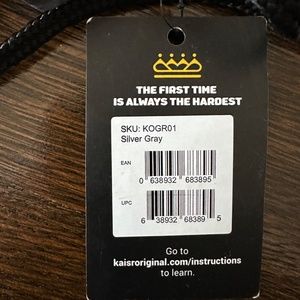 THE FIRST TIME
IS ALWAYS THE HARDEST
SKU: KOGR01
Silver Gray
EAN
0 638932 683895
UPC
6 38932 68389 5
Go to
kaisroriginal.com/instructions
to learn.